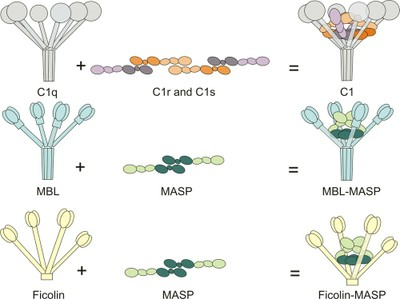 + =
C1q C1r and C1s C1
+ =
MBL MASP MBL-MASP
+ =
Ficolin MASP Ficolin-MASP